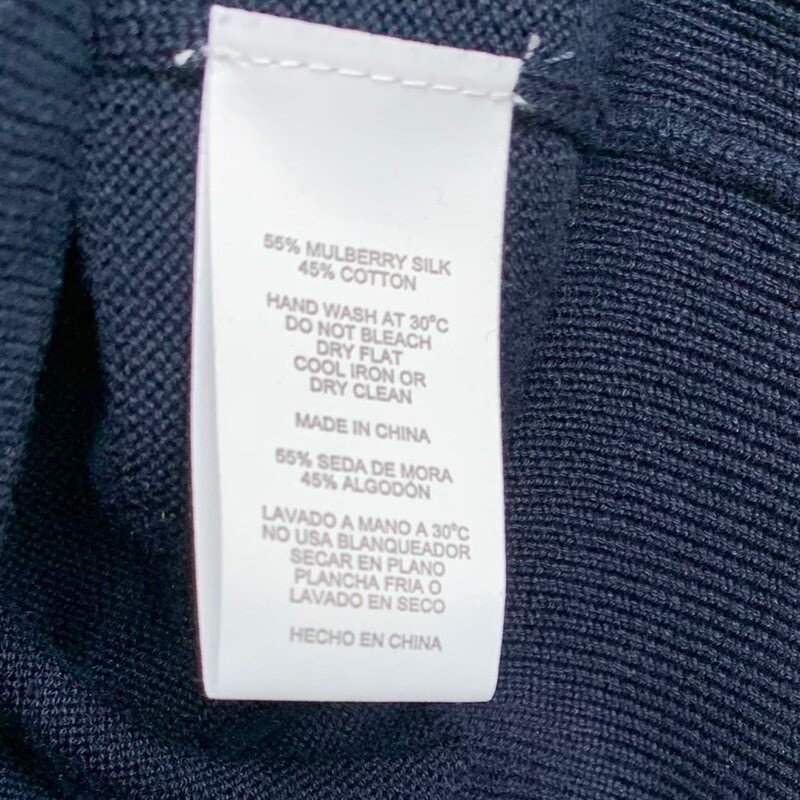 55% MULBERRY SILK
45% COTTON
HAND WASH AT 30°C
DO NOT BLEACH
DRY FLAT
COOL IRON OR
DRY CLEAN
MADE IN CHINA
55% SEDA DE MORA
45% ALGODÓN
LAVADO A MANO A 30°C
NO USA BLANQUEADOR
SECAR EN PLANO
PLANCHA FRIA O
LAVADO EN SECO
HECHO EN CHINA